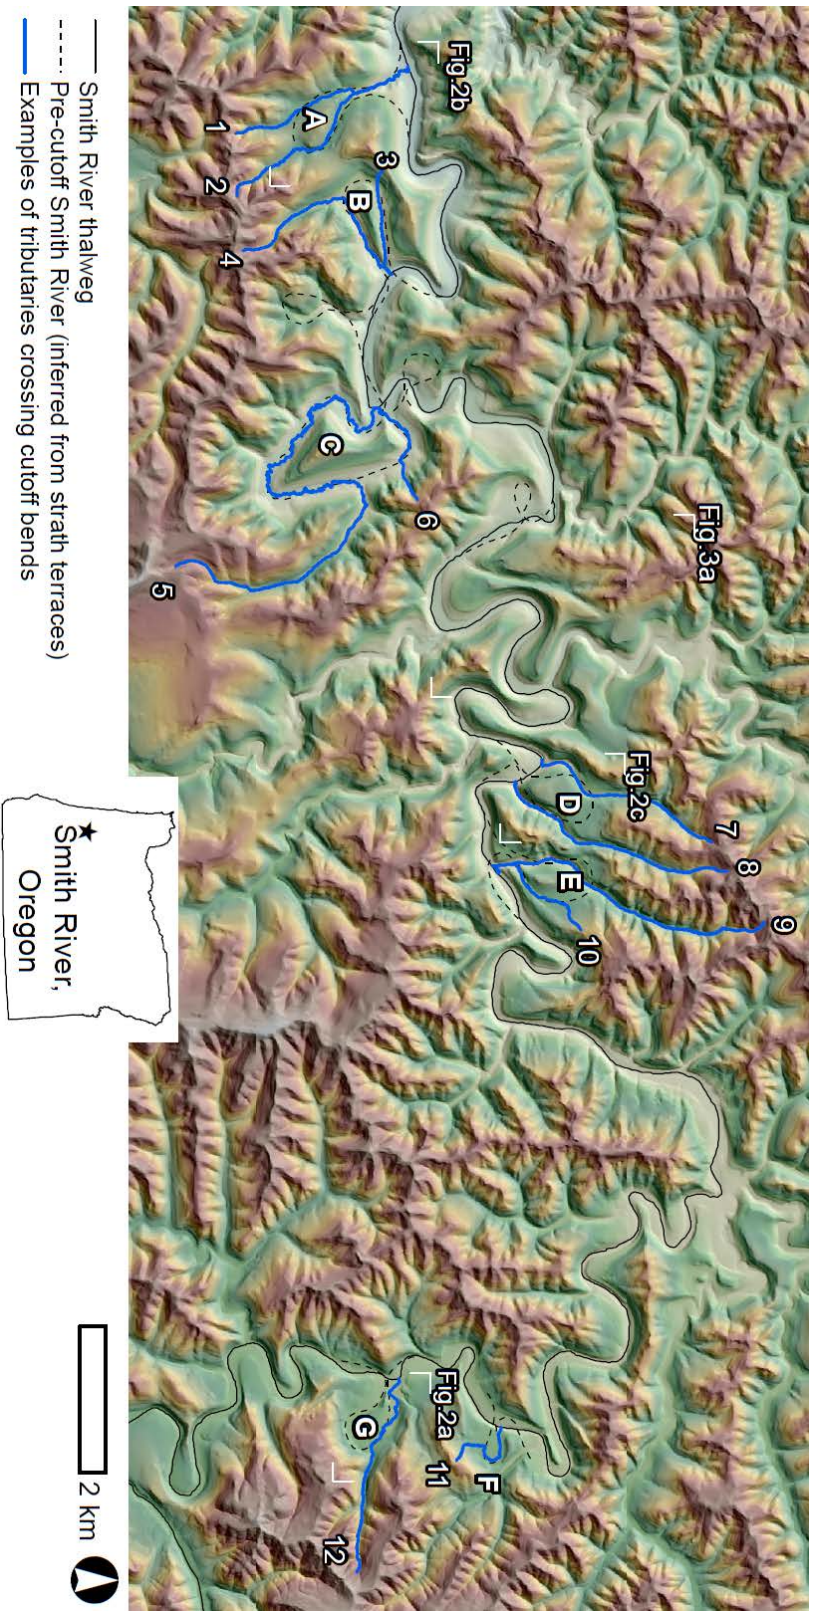 Fig.2b
A
1
2
3
B
4
C
6
5
Fig.3a
Fig.2c
D
7
8
E
9
10
Fig.2a
G
11
F
12
Smith River thalweg
Pre-cutoff Smith River (inferred from strath terraces)
Examples of tributaries crossing cutoff bends
Smith River,
Oregon
2 km